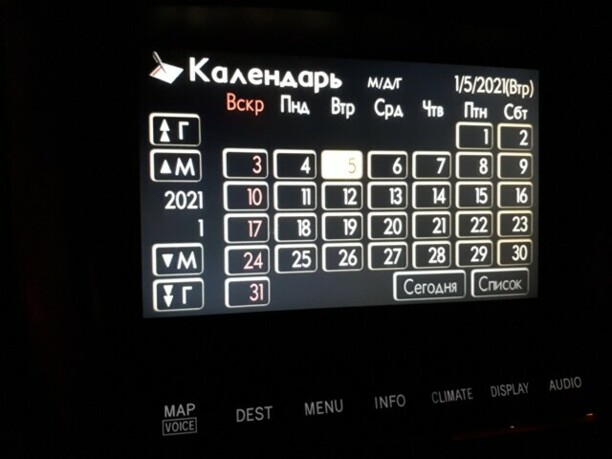 Календарь М/Д/Г 1/5/2021(Втр)
Вскр Пнд Втр Срд Чтв Птн Сбт
Г 1 2
М 3 4 5 6 7 8 9
2021 10 11 12 13 14 15 16
1 17 18 19 20 21 22 23
М 24 25 26 27 28 29 30
Г 31 Сегодня Список
MAP DEST MENU INFO CLIMATE DISPLAY AUDIO
VOICE